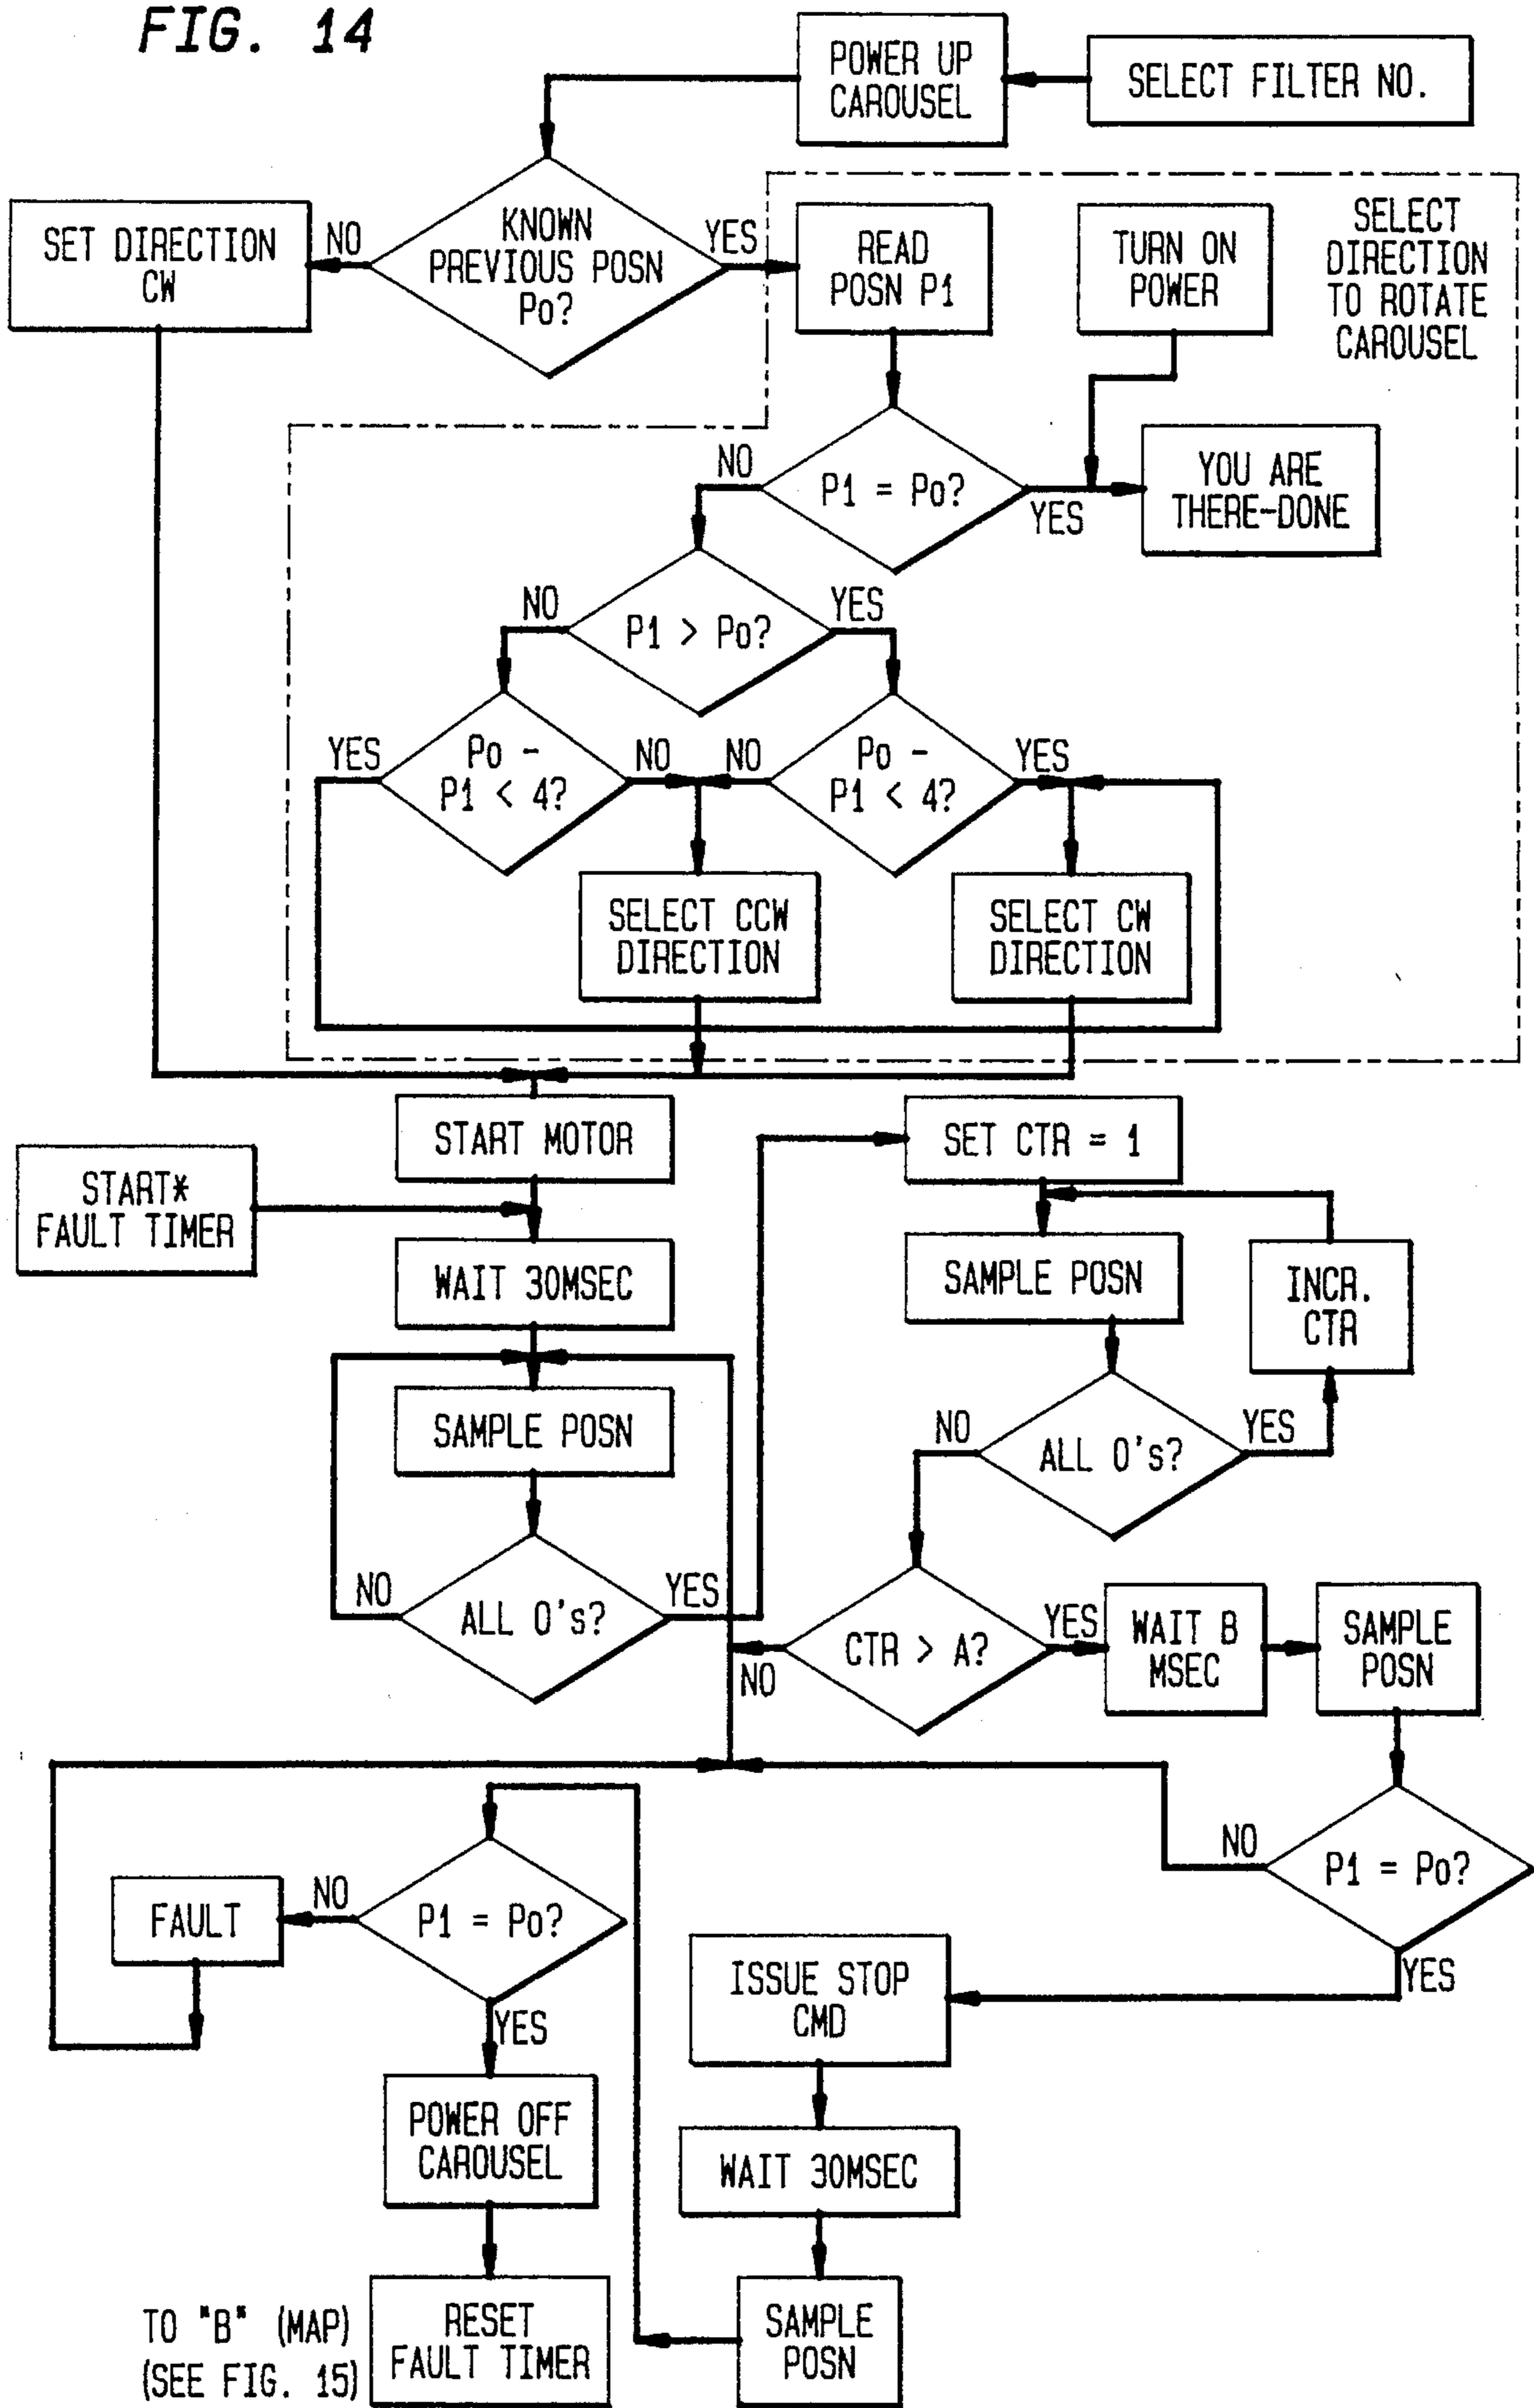 FIG. 14
POWER UP
CAROUSEL
SELECT FILTER NO.
KNOWN
PREVIOUS POSN
Po?
NO
YES
SET DIRECTION
CW
READ
POSN P1
TURN ON
POWER
SELECT
DIRECTION
TO ROTATE
CAROUSEL
P1 = Po?
NO
YES
YOU ARE
THERE-DONE
P1 > Po?
NO
YES
Po -
P1 < 4?
YES
NO
Po -
P1 < 4?
NO
YES
SELECT CCW
DIRECTION
SELECT CW
DIRECTION
START MOTOR
START*
FAULT TIMER
WAIT 30MSEC
SAMPLE POSN
ALL 0's?
NO
YES
SET CTR = 1
SAMPLE POSN
INCR.
CTR
ALL 0's?
NO
YES
CTR > A?
NO
YES
WAIT B
MSEC
SAMPLE
POSN
P1 = Po?
NO
YES
ISSUE STOP
CMD
WAIT 30MSEC
SAMPLE
POSN
P1 = Po?
NO
YES
FAULT
POWER OFF
CAROUSEL
RESET
FAULT TIMER
TO "B" (MAP)
(SEE FIG. 15)